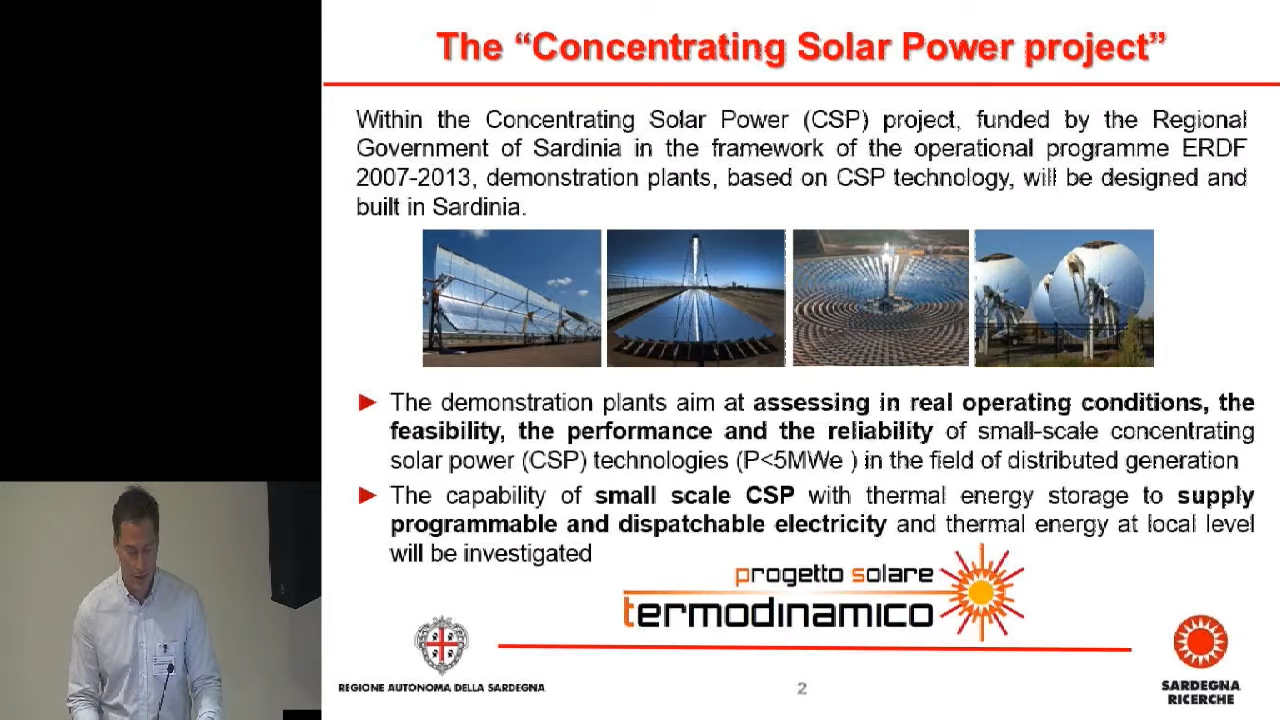 The “Concentrating Solar Power project”
Within the Concentrating Solar Power (CSP) project, funded by the Regional
Government of Sardinia in the framework of the operational programme ERDF
2007-2013, demonstration plants, based on CSP technology, will be designed and
built in Sardinia.
► The demonstration plants aim at assessing in real operating conditions, the
feasibility, the performance and the reliability of small-scale concentrating
solar power (CSP) technologies (P<5MWe ) in the field of distributed generation
► The capability of small scale CSP with thermal energy storage to supply
programmable and dispatchable electricity and thermal energy at local level
will be investigated
progetto solare
termodinamico
REGIONE AUTONOMA DELLA SARDEGNA
2
SARDEGNA
RICERCHE